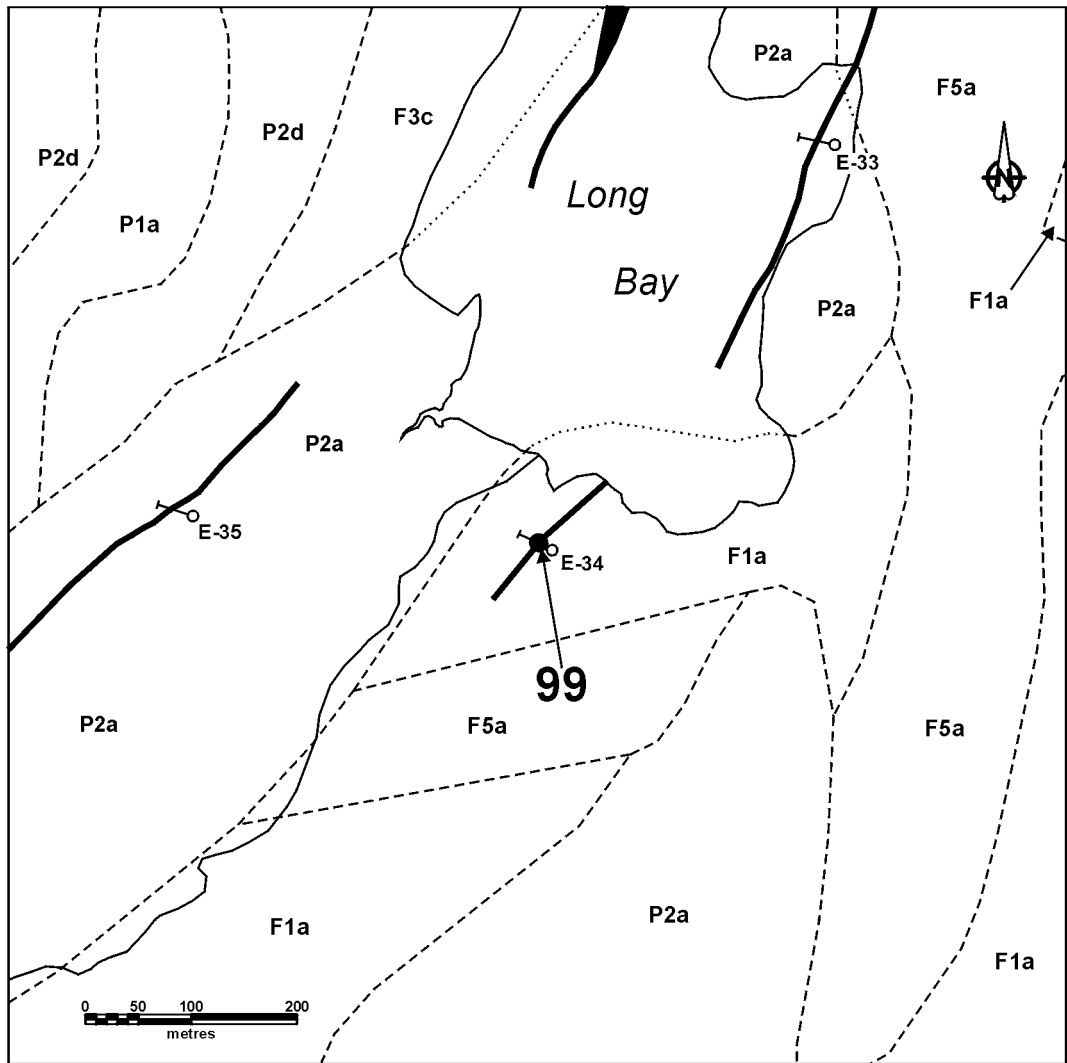 P2a
F5a
F3c
P2d
P2d
E-33
Long
N
P1a
Bay
F1a
P2a
P2a
E-35
E-34
F1a
99
P2a
F5a
F5a
P2a
F1a
F1a
0 50 100 200
metres